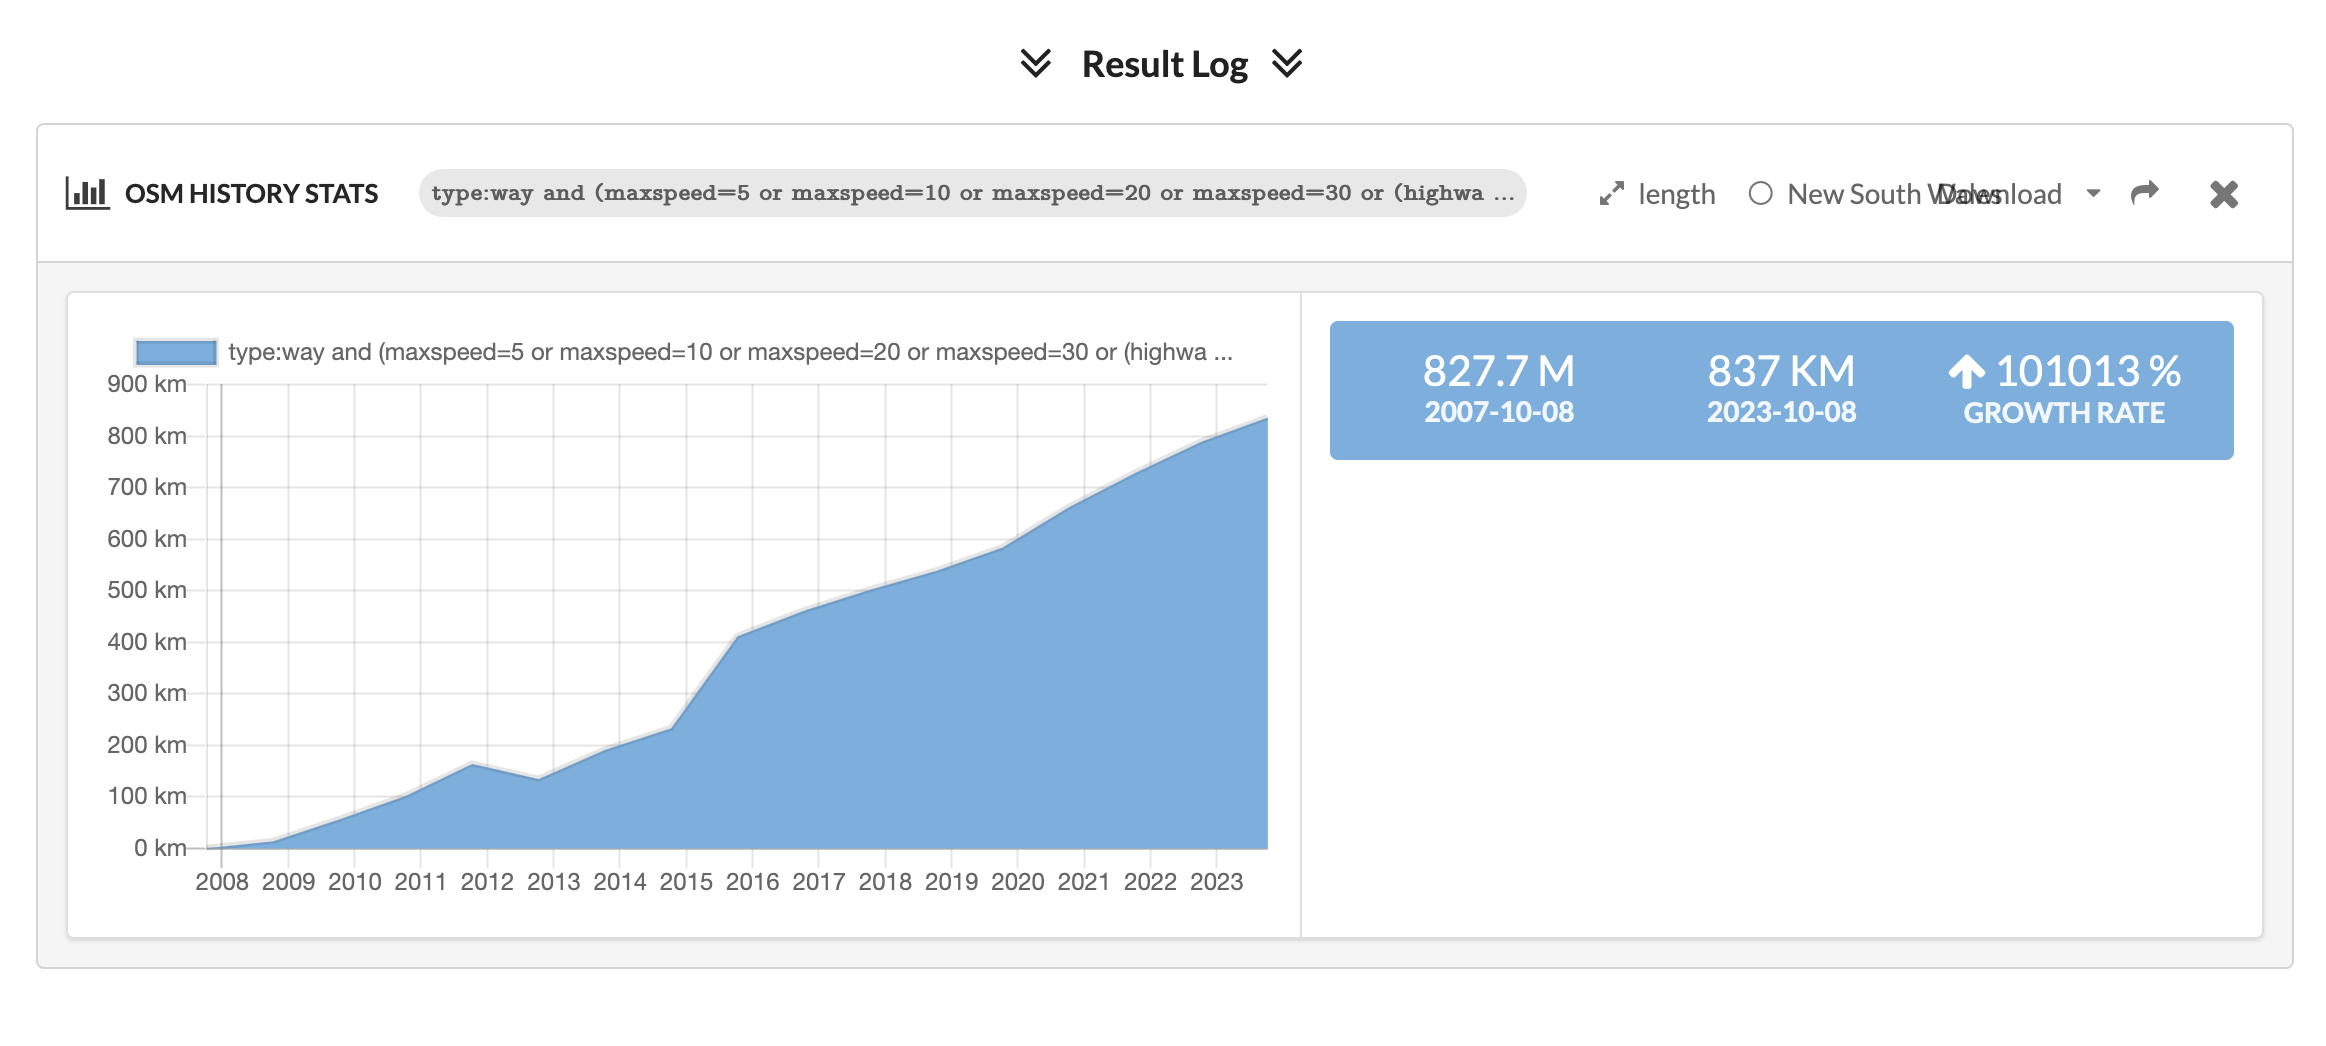 Result Log
OSM HISTORY STATS
type:way and (maxspeed=5 or maxspeed=10 or maxspeed=20 or maxspeed=30 or (highwa ...
length
New South Wales
Download
type:way and (maxspeed=5 or maxspeed=10 or maxspeed=20 or maxspeed=30 or (highwa ...
900 km
800 km
700 km
600 km
500 km
400 km
300 km
200 km
100 km
0 km
2008 2009 2010 2011 2012 2013 2014 2015 2016 2017 2018 2019 2020 2021 2022 2023
827.7 M 837 KM 101013 %
2007-10-08 2023-10-08 GROWTH RATE